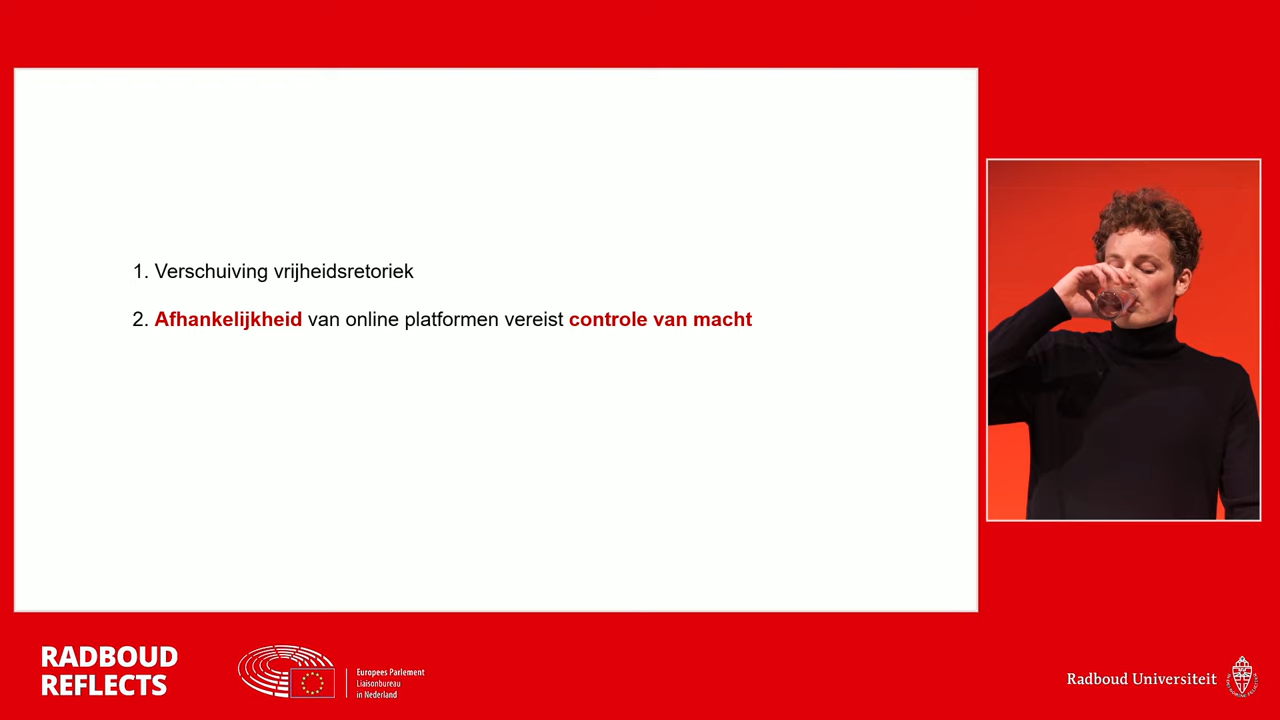 1. Verschuiving vrijheidsretoriek
2. Afhankelijkheid van online platformen vereist controle van macht
RADBOUD
REFLECTS
Europees Parlement
Liaisonbureau
in Nederland
Radboud Universiteit